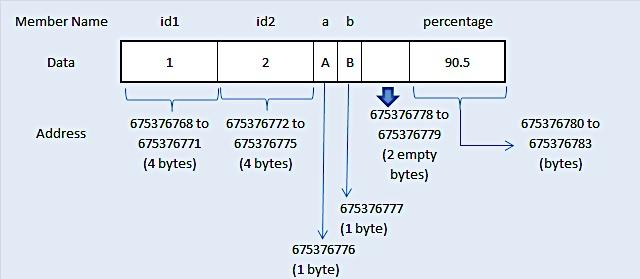 Member Name id1 id2 a b percentage
Data 1 2 A B 90.5
Address
675376768 to
675376771
(4 bytes)
675376772 to
675376775
(4 bytes)
675376778 to
675376779
(2 empty
bytes)
675376780 to
675376783
(bytes)
675376777
(1 byte)
675376776
(1 byte)